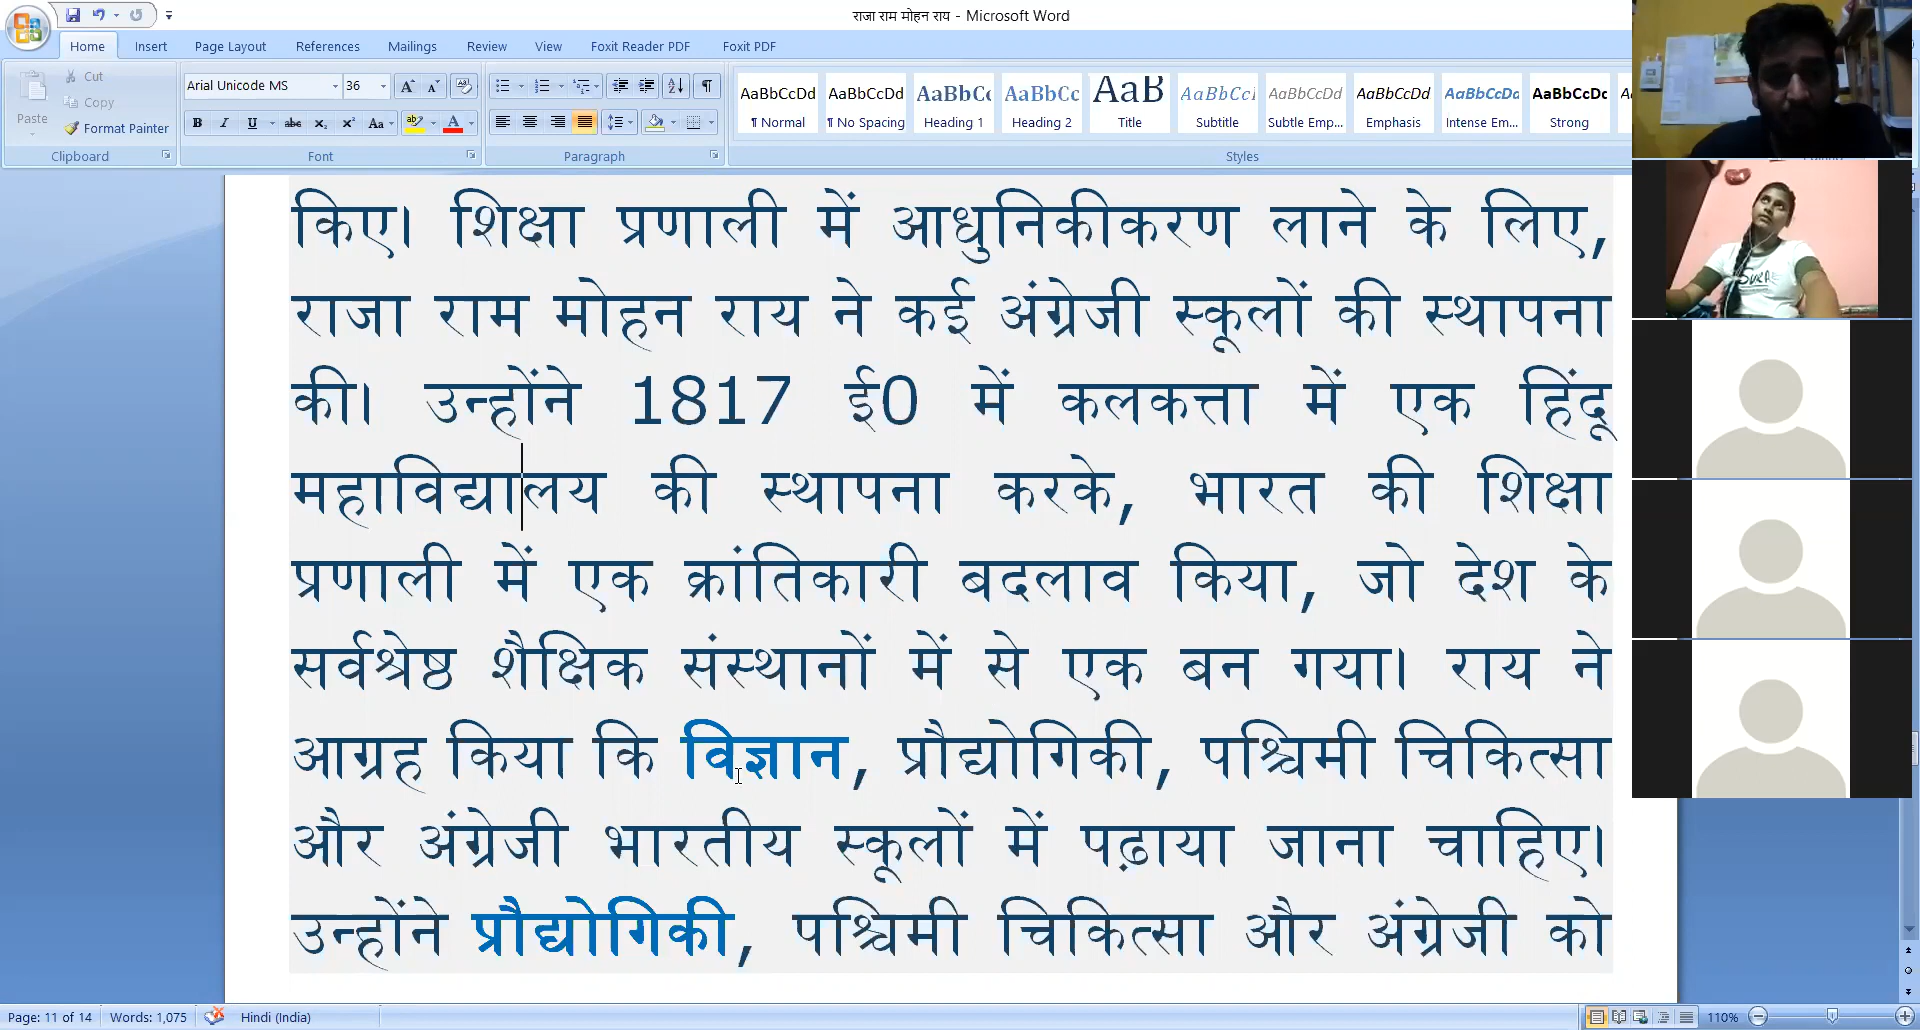 राजा राम मोहन राय - Microsoft Word
Home Insert Page Layout References Mailings Review View Foxit Reader PDF Foxit PDF
Paste
Cut
Copy
Format Painter
Clipboard
Arial Unicode MS 36
Font
Paragraph
AaBbCcDd AaBbCcDd AaBbC AaBbCc AaB AaBbCcI AaBbCcDd AaBbCcDd AaBbCcDd AaBbCcDc
¶ Normal ¶ No Spacing Heading 1 Heading 2 Title Subtitle Subtle Emp... Emphasis Intense Em... Strong
Styles
किए। शिक्षा प्रणाली में आधुनिकीकरण लाने के लिए,
राजा राम मोहन राय ने कई अंग्रेजी स्कूलों की स्थापना
की। उन्होंने 1817 ई0 में कलकत्ता में एक हिंदू
महाविद्यालय की स्थापना करके, भारत की शिक्षा
प्रणाली में एक क्रांतिकारी बदलाव किया, जो देश के
सर्वश्रेष्ठ शैक्षिक संस्थानों में से एक बन गया। राय ने
आग्रह किया कि विज्ञान, प्रौद्योगिकी, पश्चिमी चिकित्सा
और अंग्रेजी भारतीय स्कूलों में पढ़ाया जाना चाहिए।
उन्होंने प्रौद्योगिकी, पश्चिमी चिकित्सा और अंग्रेजी को
Page: 11 of 14 Words: 1,075 Hindi (India) 110%